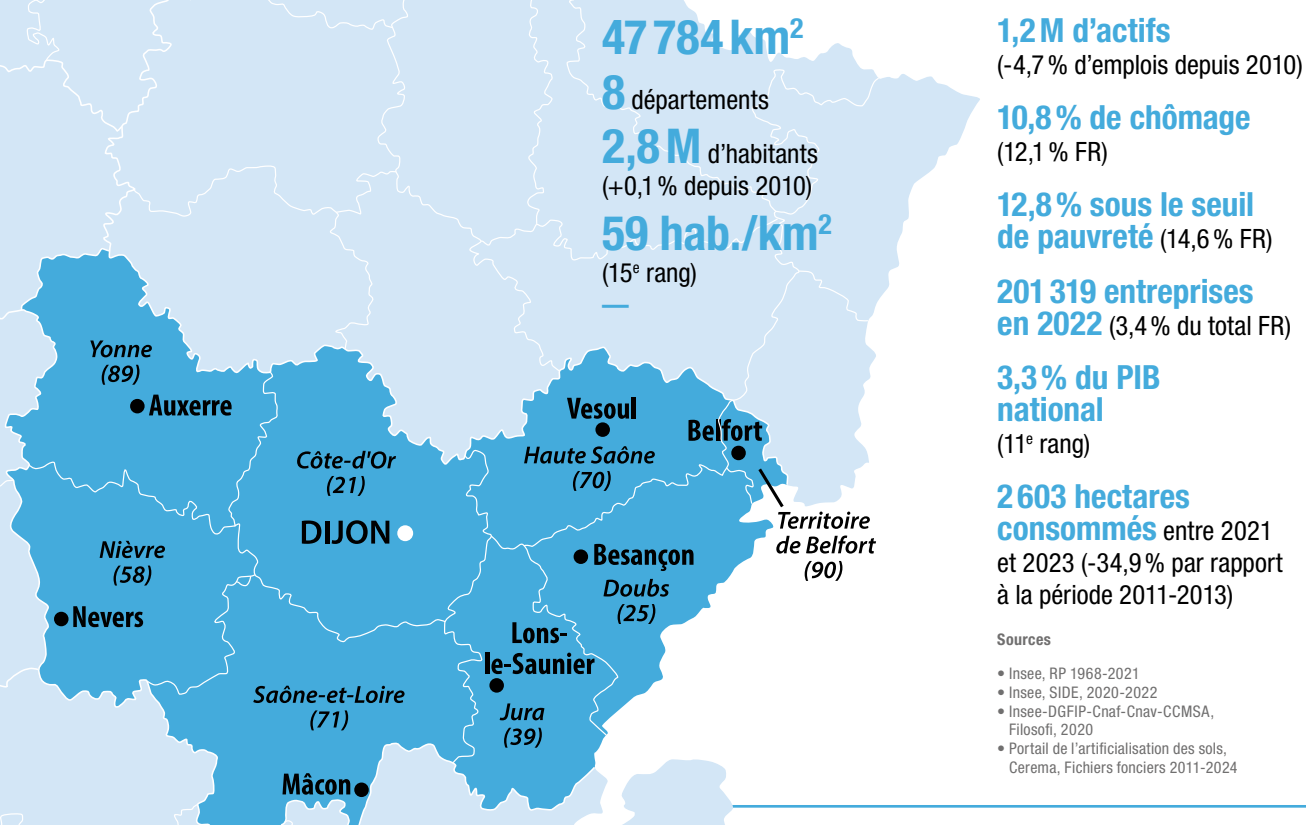 47 784 km²
8 départements
2,8 M d'habitants
(+0,1 % depuis 2010)
59 hab./km²
(15e rang)
1,2 M d'actifs
(-4,7 % d'emplois depuis 2010)
10,8 % de chômage
(12,1 % FR)
12,8 % sous le seuil
de pauvreté (14,6 % FR)
201 319 entreprises
en 2022 (3,4 % du total FR)
3,3 % du PIB
national
(11e rang)
2 603 hectares
consommés entre 2021
et 2023 (-34,9 % par rapport
à la période 2011-2013)
Sources
• Insee, RP 1968-2021
• Insee, SIDE, 2020-2022
• Insee-DGFIP-Cnaf-Cnav-CCMSA,
Filosofi, 2020
• Portail de l'artificialisation des sols,
Cerema, Fichiers fonciers 2011-2024
Yonne
(89)
Auxerre
Côte-d'Or
(21)
DIJON
Vesoul
Haute Saône
(70)
Belfort
Territoire
de Belfort
(90)
Nièvre
(58)
Nevers
Besançon
Doubs
(25)
Lons-
le-Saunier
Jura
(39)
Saône-et-Loire
(71)
Mâcon